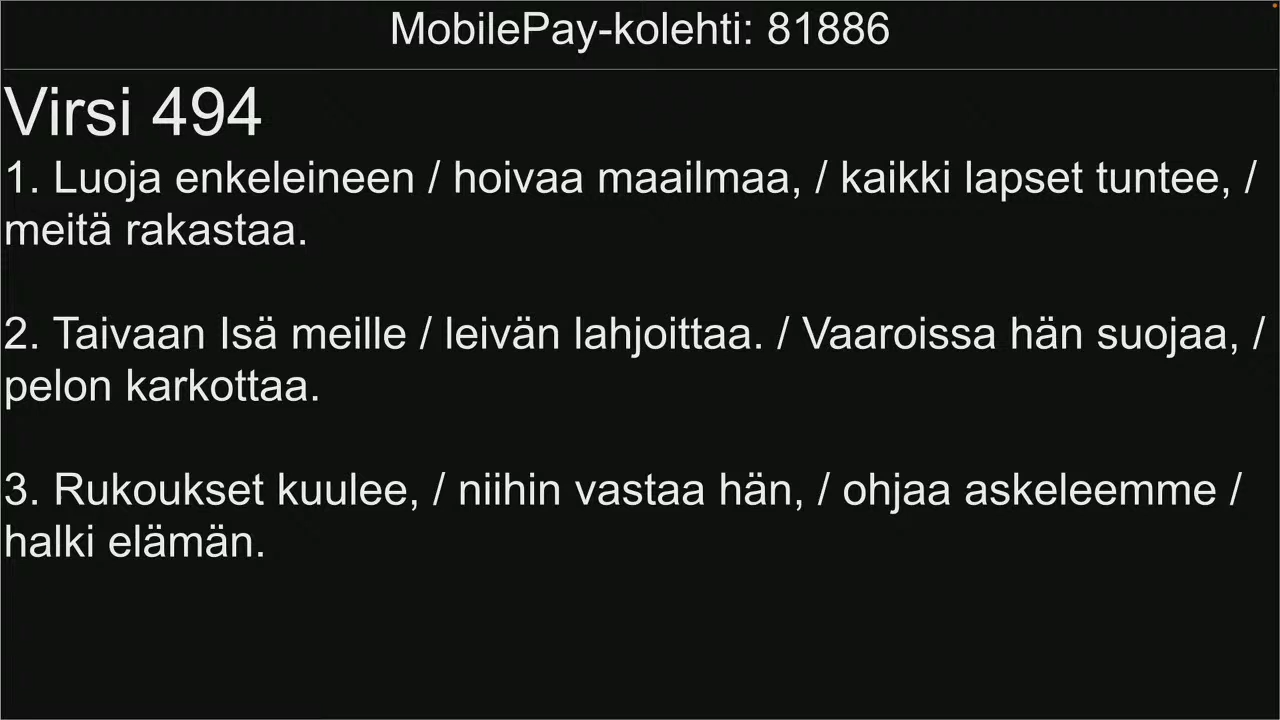 MobilePay-kolehti: 81886
Virsi 494
1. Luoja enkeleineen / hoivaa maailmaa, / kaikki lapset tuntee, /
meitä rakastaa.
2. Taivaan Isä meille / leivän lahjoittaa. / Vaaroissa hän suojaa, /
pelon karkottaa.
3. Rukoukset kuulee, / niihin vastaa hän, / ohjaa askeleemme /
halki elämän.